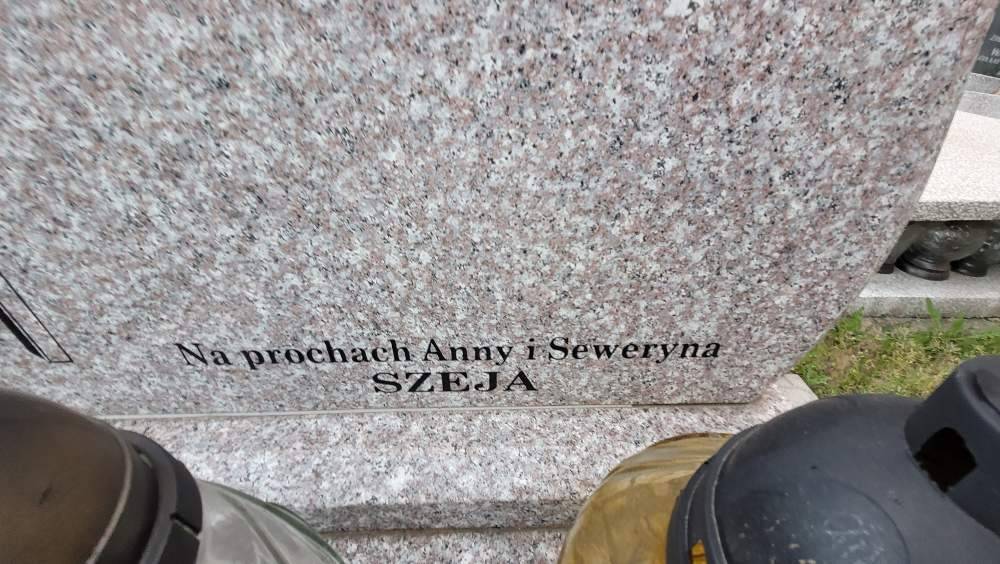 Na prochach Anny i Seweryna
SZEJA